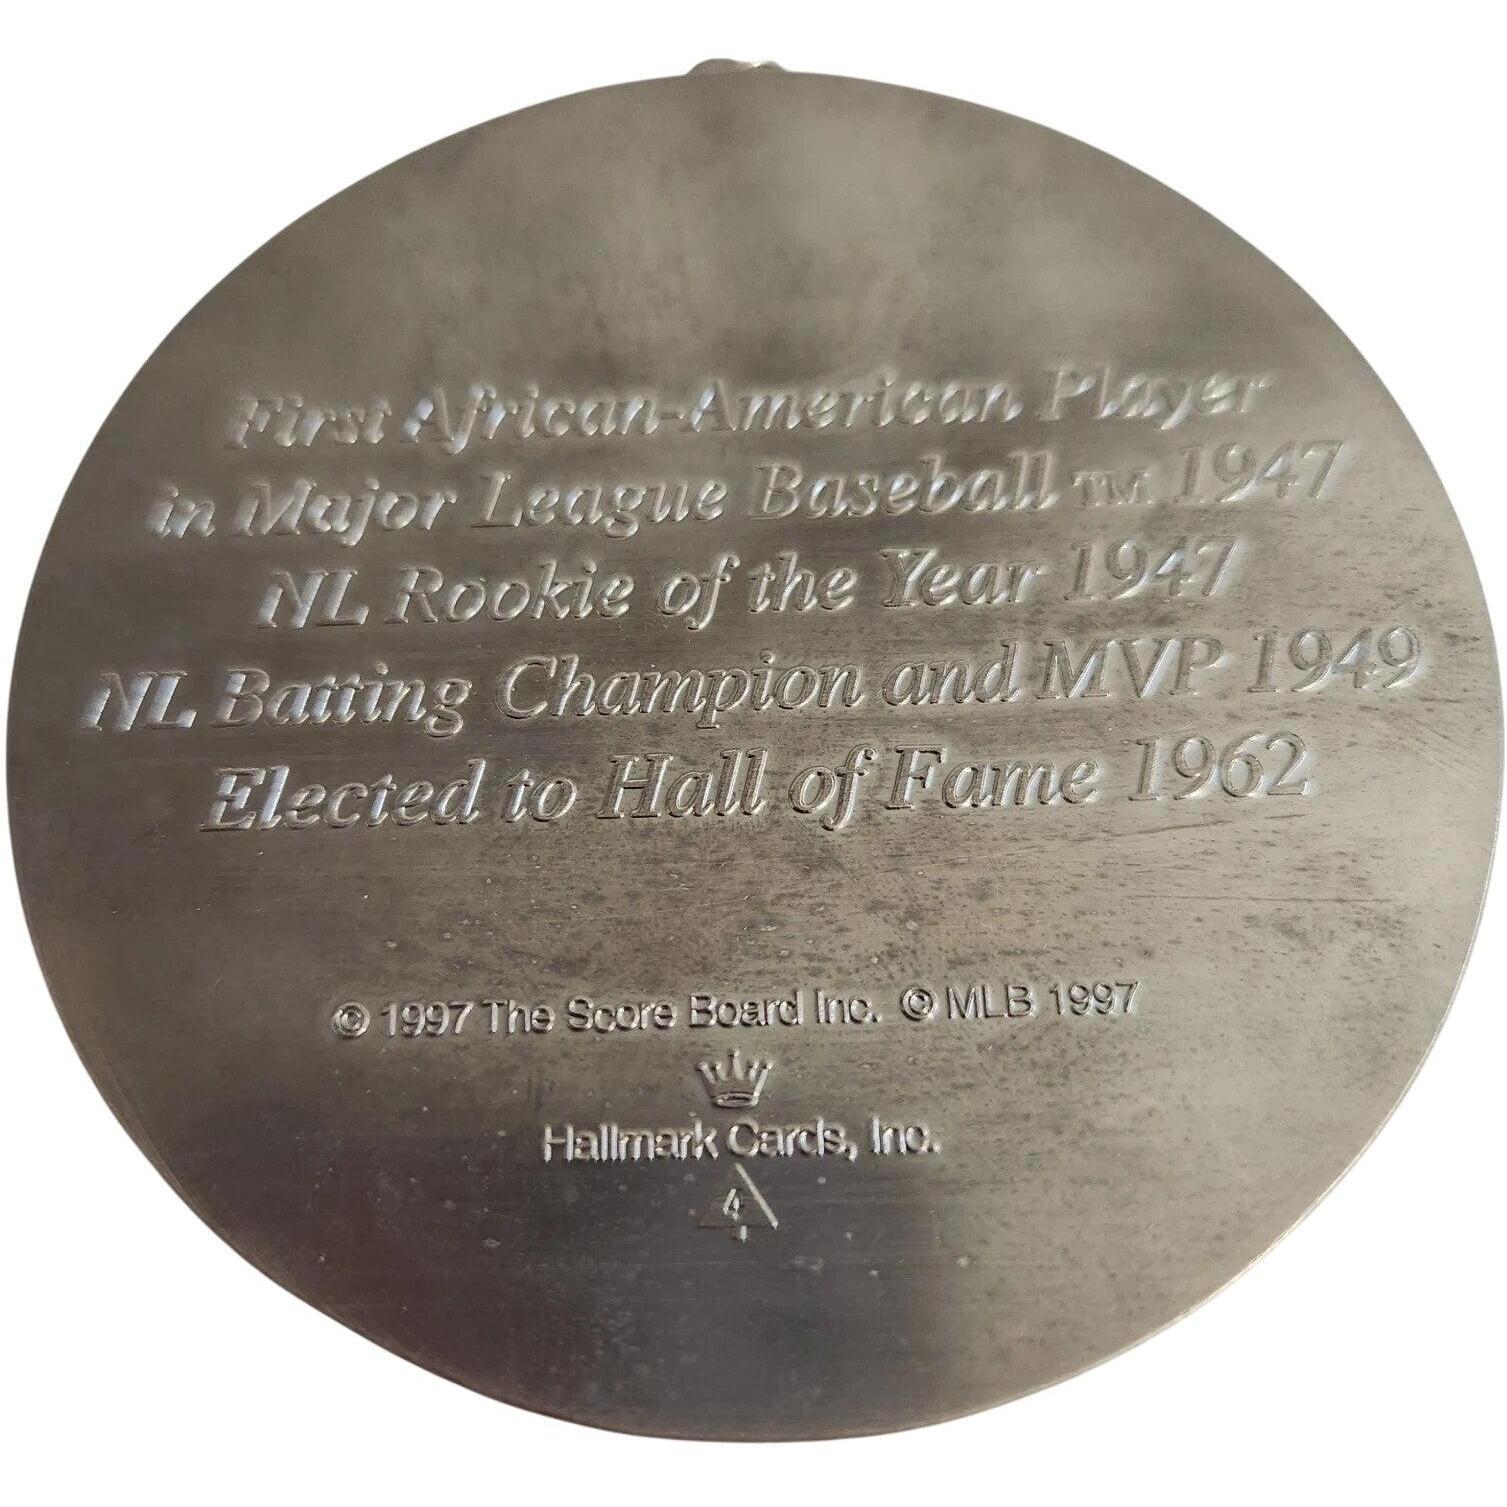 First African-American Player
in Major League Baseball ™ 1947
NL Rookie of the Year 1947
NL Batting Champion and MVP 1949
Elected to Hall of Fame 1962
© 1997 The Score Board Inc. © MLB 1997
Hallmark Cards, Inc.
4